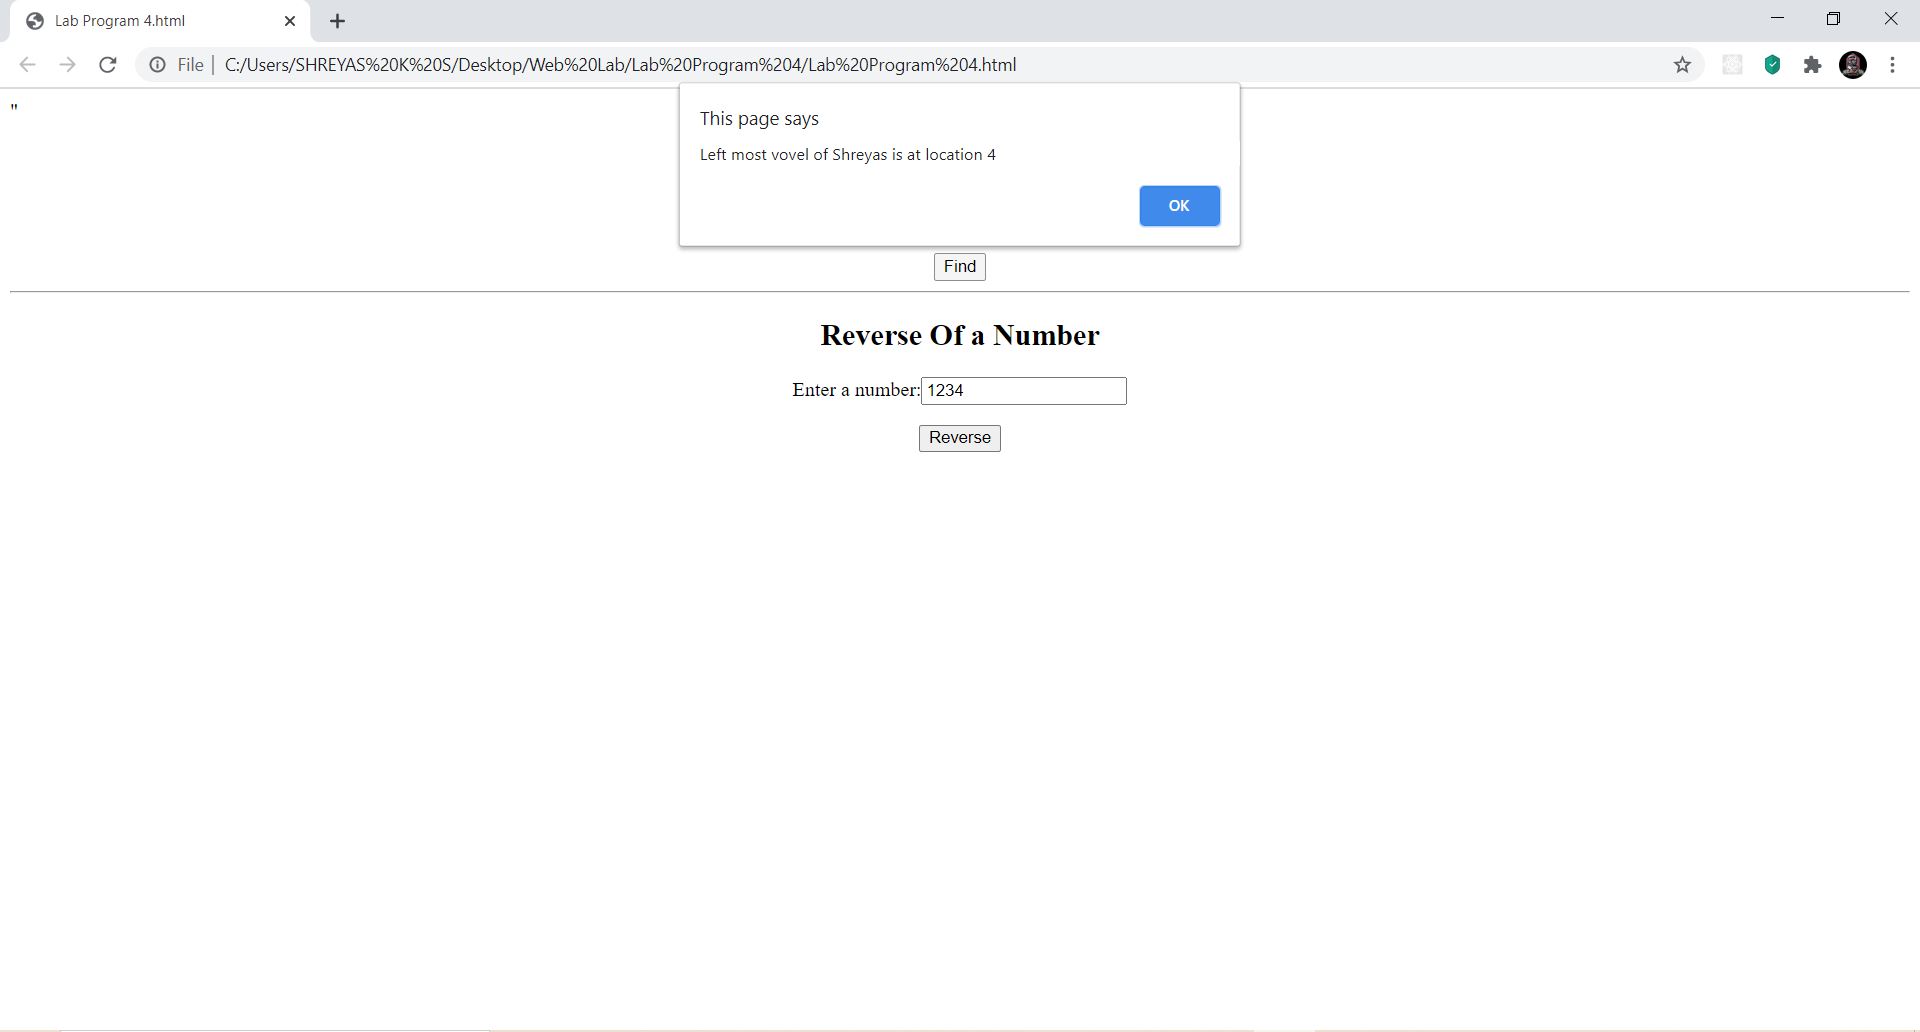 Lab Program 4.html
File | C:/Users/SHREYAS%20K%20S/Desktop/Web%20Lab/Lab%20Program%204/Lab%20Program%204.html
"
This page says
Left most vovel of Shreyas is at location 4
OK
Find
Reverse Of a Number
Enter a number: 1234
Reverse